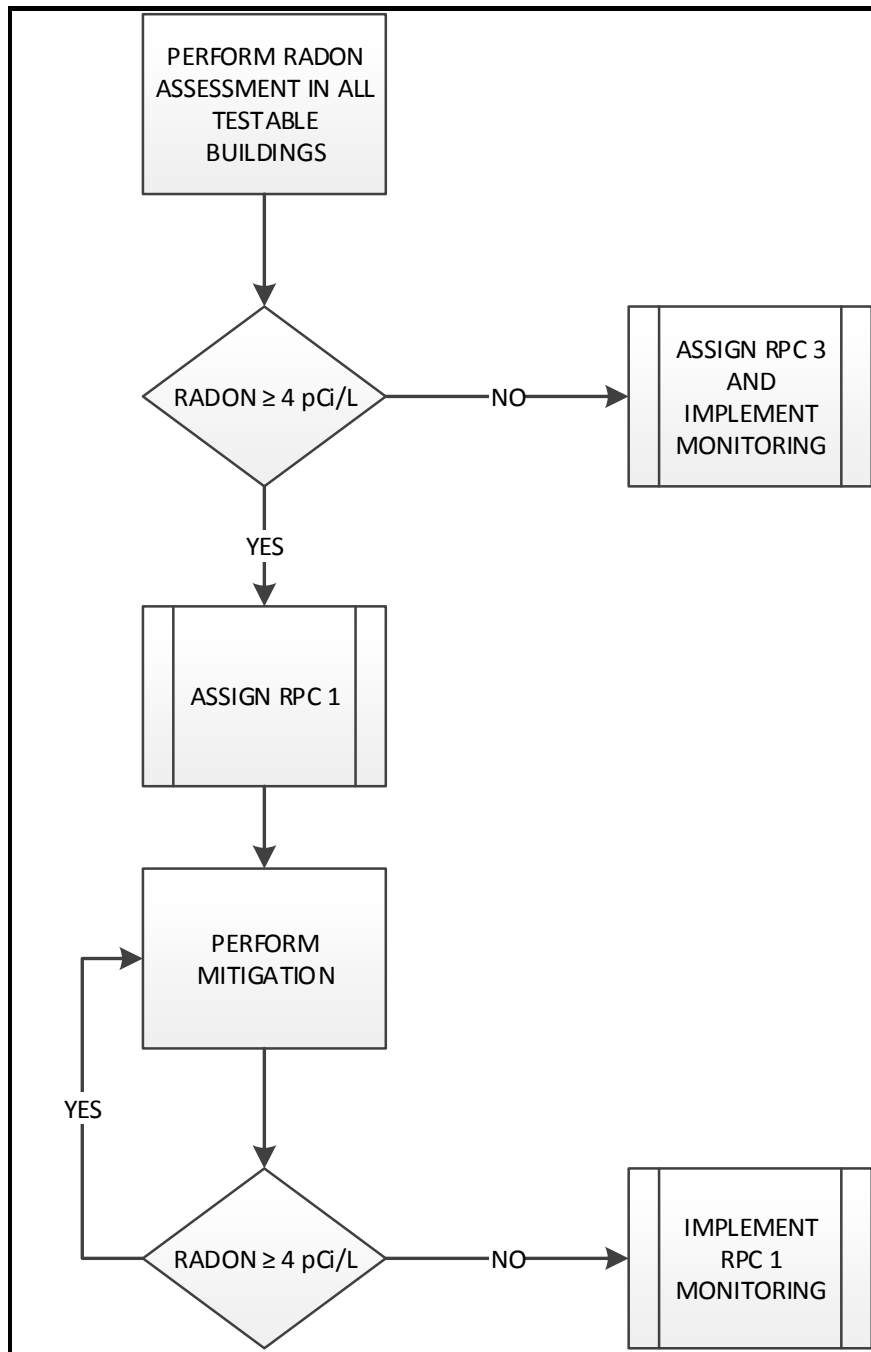 PERFORM RADON
ASSESSMENT IN ALL
TESTABLE
BUILDINGS
RADON ≥ 4 pCi/L
NO
ASSIGN RPC 3
AND
IMPLEMENT
MONITORING
YES
ASSIGN RPC 1
PERFORM
MITIGATION
YES
RADON ≥ 4 pCi/L
NO
IMPLEMENT
RPC 1
MONITORING